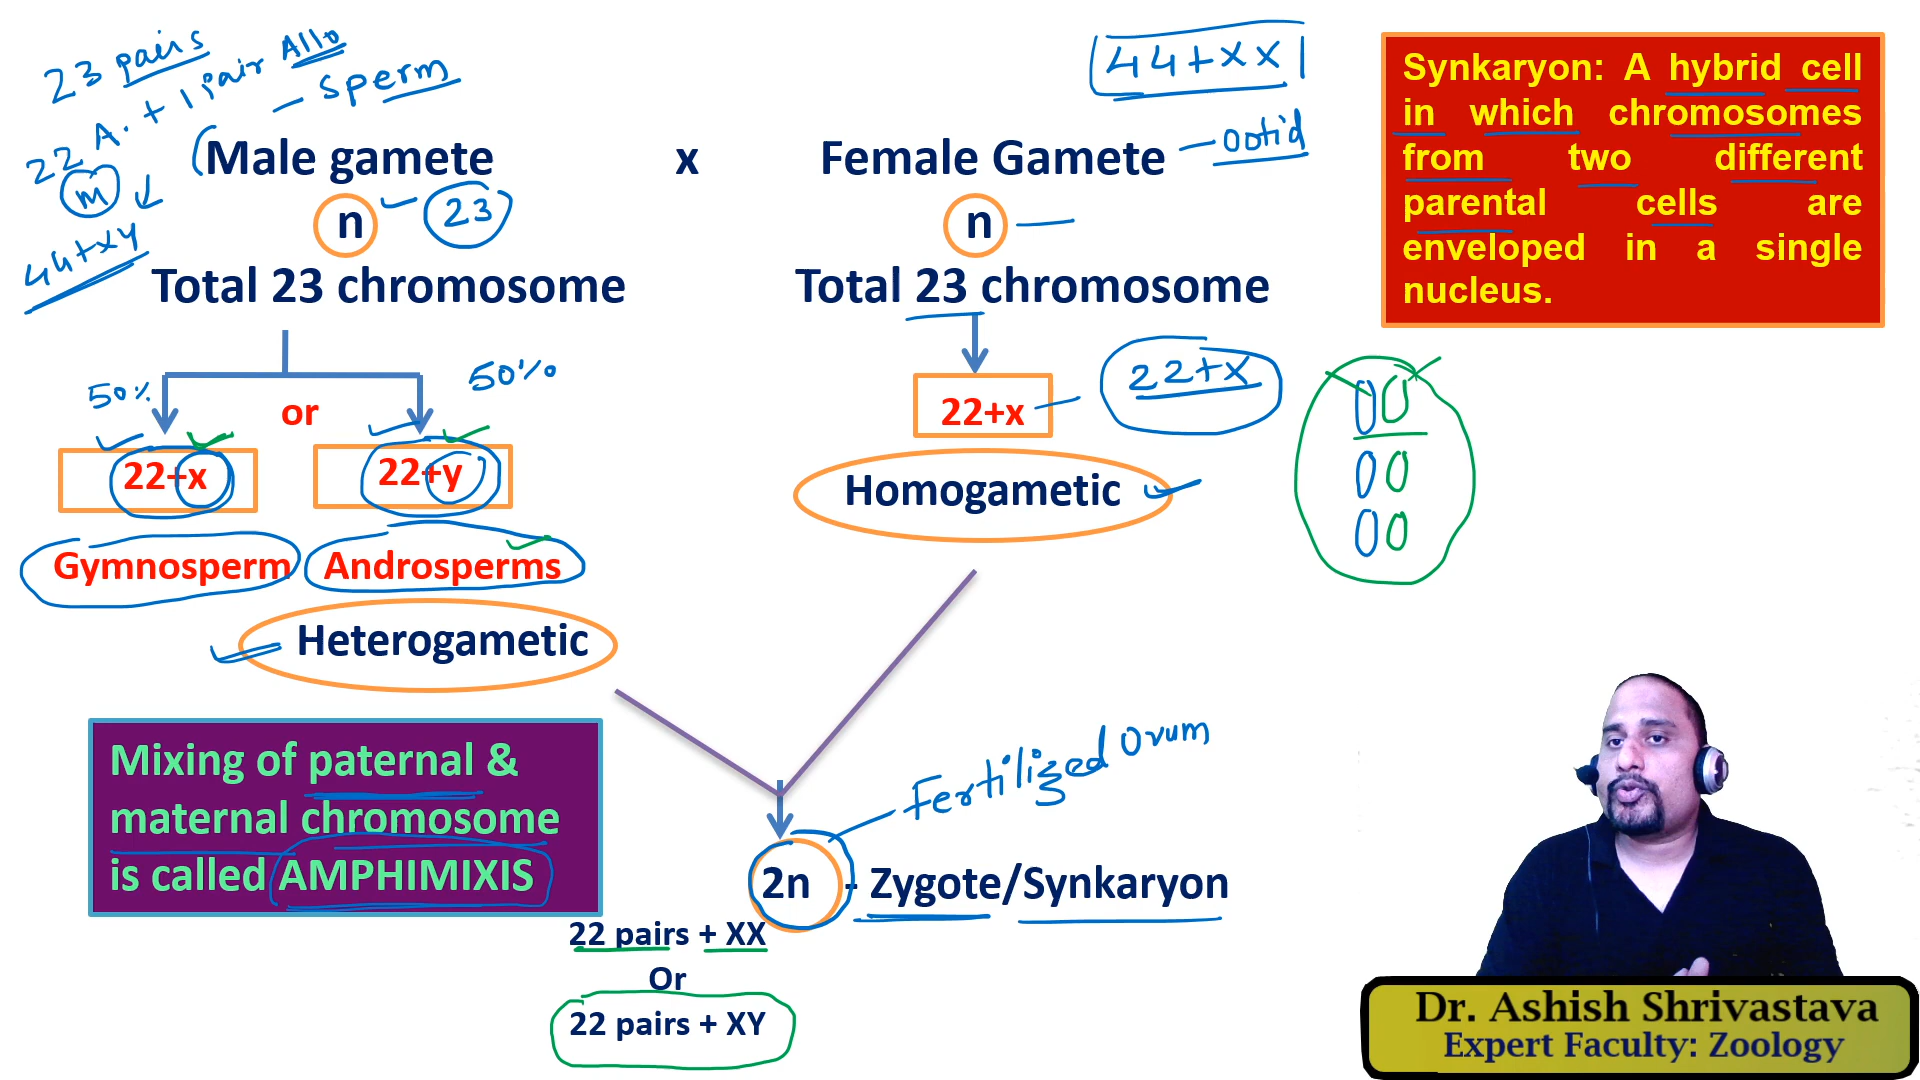 23 pairs
22 A. + 1 pair Allo
m
44+xy
- sperm
Male gamete
x
Female Gamete
- ootid
44+xx
n
23
n
Total 23 chromosome
Total 23 chromosome
50%
50%
or
22+x
22+y
22+x
22+x
Gymnosperm
Androsperms
Homogametic
Heterogametic
Synkaryon: A hybrid cell
in which chromosomes
from two different
parental cells are
enveloped in a single
nucleus.
Mixing of paternal &
maternal chromosome
is called AMPHIMIXIS
Fertilized Ovum
2n - Zygote/Synkaryon
22 pairs + XX
Or
22 pairs + XY
Dr. Ashish Shrivastava
Expert Faculty: Zoology